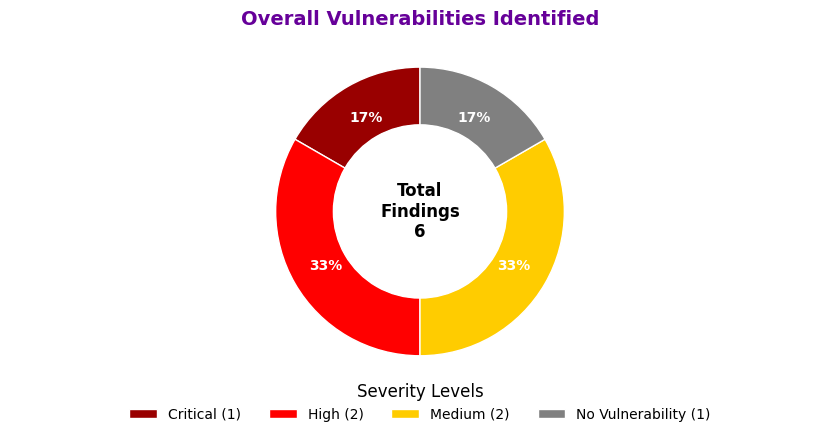 Overall Vulnerabilities Identified
17%
17%
Total
Findings
6
33%
33%
Severity Levels
Critical (1)
High (2)
Medium (2)
No Vulnerability (1)